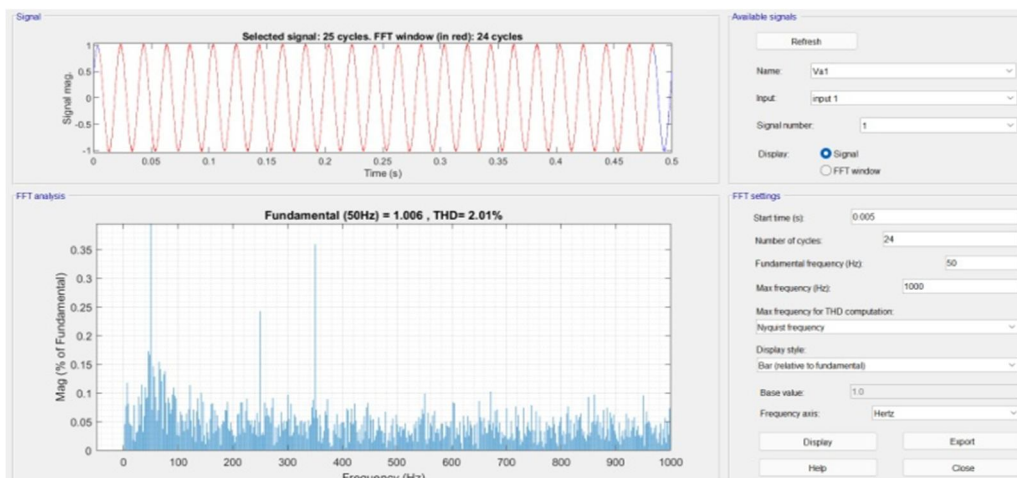 Signal
Selected signal: 25 cycles. FFT window (in red): 24 cycles
1
0.5
0
-0.5
-1
Signal mag.
0 0.05 0.1 0.15 0.2 0.25 0.3 0.35 0.4 0.45 0.5
Time (s)
FFT analysis
Fundamental (50Hz) = 1.006 , THD= 2.01%
0.35
0.3
0.25
0.2
0.15
0.1
0.05
0
Mag (% of Fundamental)
0 100 200 300 400 500 600 700 800 900 1000
Frequency (Hz)
Available signals
Refresh
Name: Va1
Input: input 1
Signal number: 1
Display: Signal
FFT window
FFT settings
Start time (s): 0.005
Number of cycles: 24
Fundamental frequency (Hz): 50
Max frequency (Hz): 1000
Max frequency for THD computation:
Nyquist frequency
Display style:
Bar (relative to fundamental)
Base value: 1.0
Frequency axis: Hertz
Display Export
Help Close